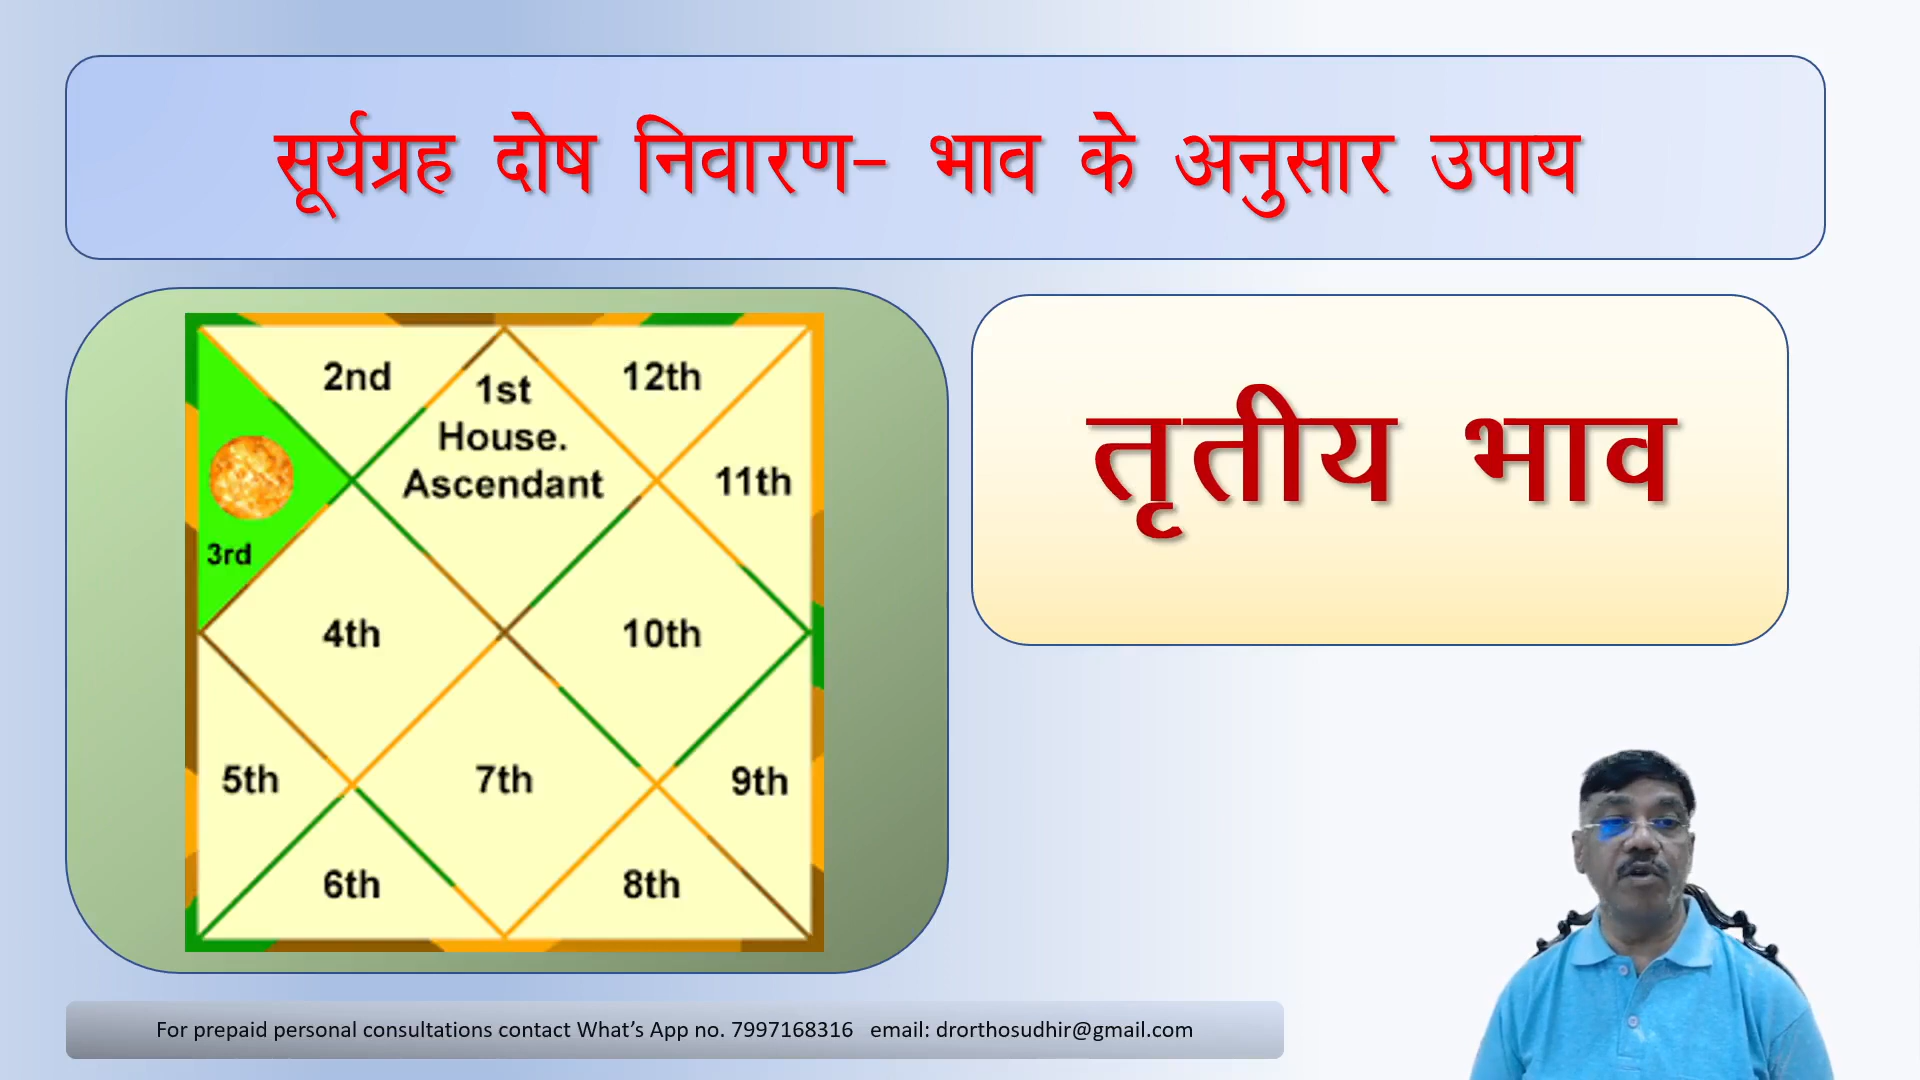 सूर्यग्रह दोष निवारण- भाव के अनुसार उपाय
2nd
1st
House.
Ascendant
12th
11th
3rd
4th
10th
5th
7th
9th
6th
8th
तृतीय भाव
For prepaid personal consultations contact What’s App no. 7997168316 email: drorthosudhir@gmail.com